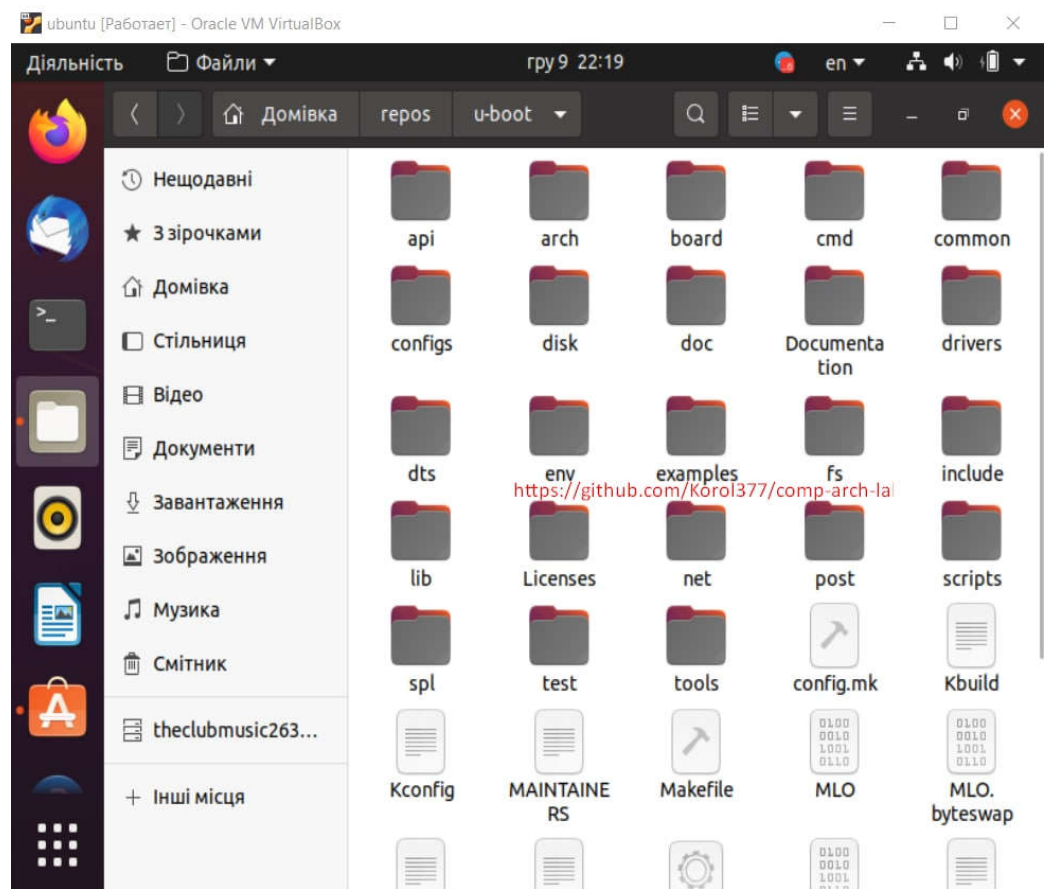 ubuntu [Работает] - Oracle VM VirtualBox
Діяльність Файли гру 9 22:19 en
Домівка repos u-boot
Нещодавні
З зірочками
Домівка
Стільниця
Відео
Документи
Завантаження
Зображення
Музика
Смітник
theclubmusic263...
Інші місця
api arch board cmd common
configs disk doc Documenta
tion drivers
dts env examples fs include
https://github.com/Korol377/comp-arch-la
lib Licenses net post scripts
spl test tools config.mk Kbuild
Kconfig MAINTAINE
RS Makefile MLO MLO.
byteswap